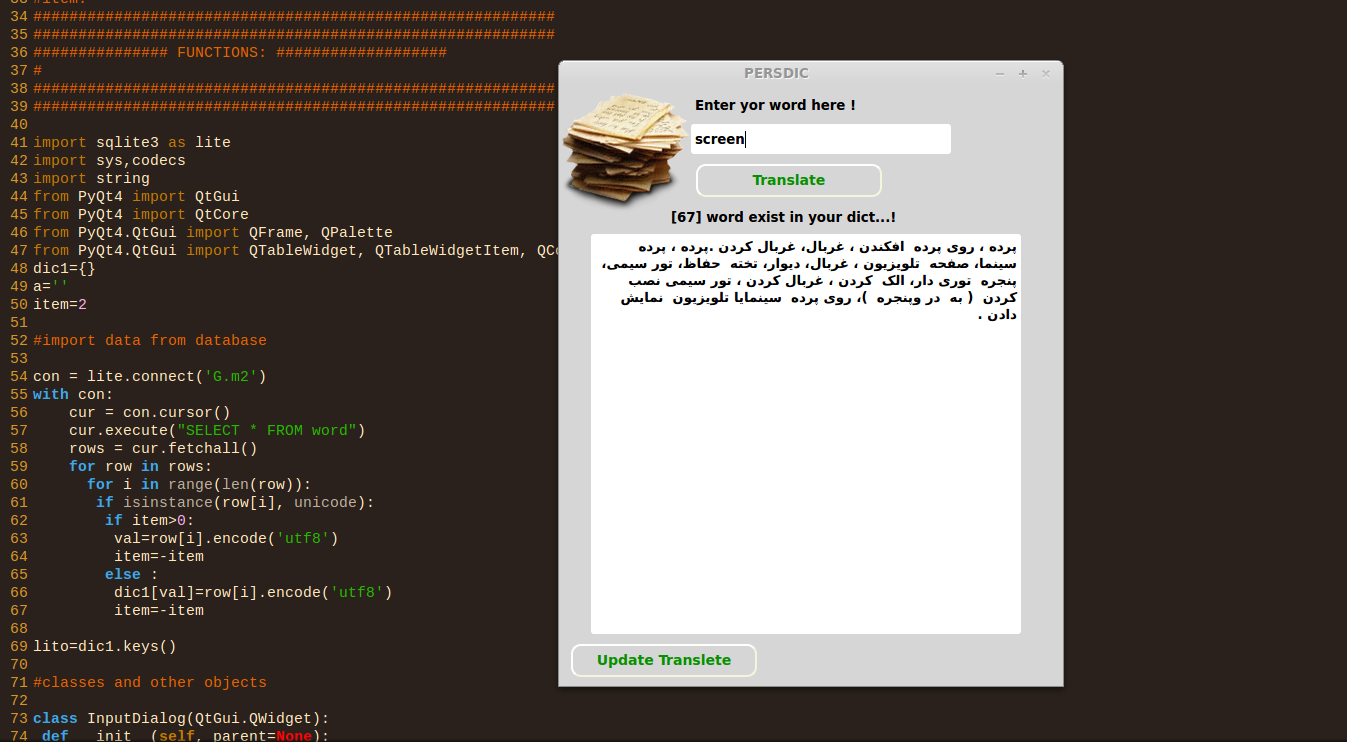 34 ##########################################################
35 ##########################################################
36 ############### FUNCTIONS: ###################
37 #
38 ##########################################################
39 ##########################################################
40
41 import sqlite3 as lite
42 import sys,codecs
43 import string
44 from PyQt4 import QtGui
45 from PyQt4 import QtCore
46 from PyQt4.QtGui import QFrame, QPalette
47 from PyQt4.QtGui import QTableWidget, QTableWidgetItem,
48 dic1={}
49 a=''
50 item=2
51
52 #import data from database
53
54 con = lite.connect('G.m2')
55 with con:
56     cur = con.cursor()
57     cur.execute("SELECT * FROM word")
58     rows = cur.fetchall()
59     for row in rows:
60       for i in range(len(row)):
61        if isinstance(row[i], unicode):
62         if item>0:
63          val=row[i].encode('utf8')
64          item=-item
65         else :
66          dic1[val]=row[i].encode('utf8')
67          item=-item
68
69 lito=dic1.keys()
70
71 #classes and other objects
72
73 class InputDialog(QtGui.QWidget):
74  def __init__(self, parent=None):
PERSDIC
Enter yor word here !
screen
Translate
[67] word exist in your dict...!
پرده ، روی پرده  افکندن ، غربال، غربال کردن .پرده ، پرده
سینما، صفحه  تلویزیون ، غربال، دیوار، تخته  حفاظ، تور سیمی،
پنجره  توری دار، الک  کردن ، غربال کردن ، تور سیمی نصب
کردن  ( به  در وپنجره  )، روی پرده  سینمایا تلویزیون  نمایش
دادن .
Update Translete